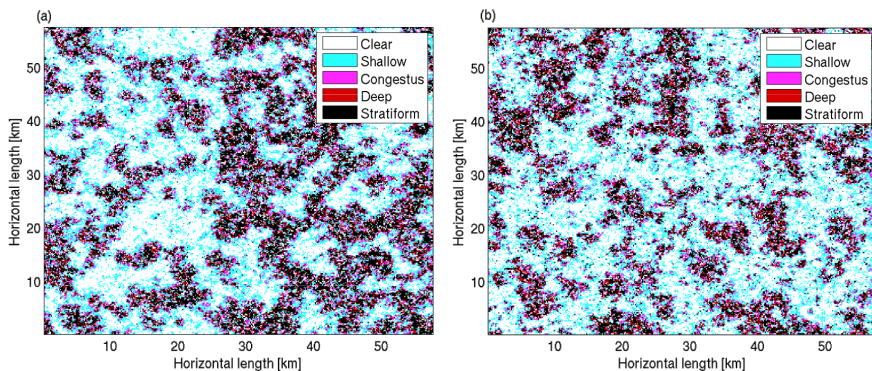 (a)
Horizontal length [km]
50
40
30
20
10
Clear
Shallow
Congestus
Deep
Stratiform
10
20
30
40
50
Horizontal length [km]
(b)
Horizontal length [km]
50
40
30
20
10
Clear
Shallow
Congestus
Deep
Stratiform
10
20
30
40
50
Horizontal length [km]